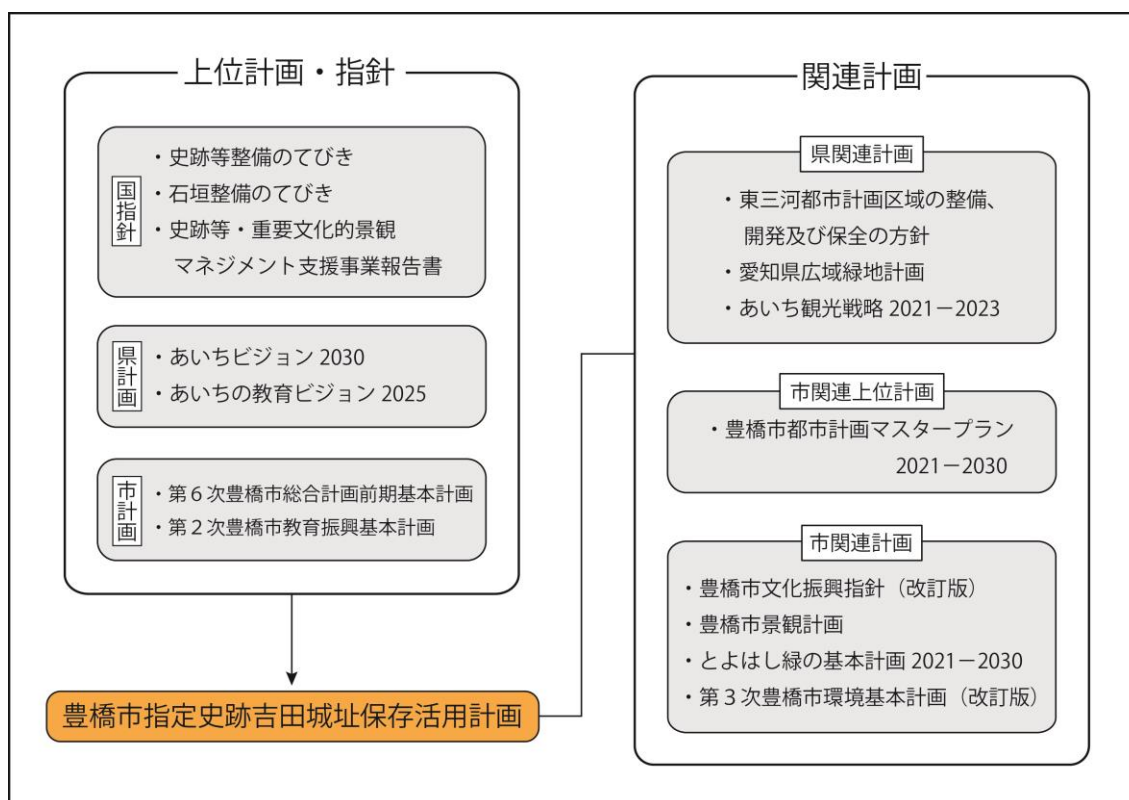 上位計画・指針
国指針
・史跡等整備のてびき
・石垣整備のてびき
・史跡等・重要文化的景観
マネジメント支援事業報告書
県計画
・あいちビジョン 2030
・あいちの教育ビジョン 2025
市計画
・第６次豊橋市総合計画前期基本計画
・第２次豊橋市教育振興基本計画
豊橋市指定史跡吉田城址保存活用計画
関連計画
県関連計画
・東三河都市計画区域の整備、
開発及び保全の方針
・愛知県広域緑地計画
・あいち観光戦略 2021－2023
市関連上位計画
・豊橋市都市計画マスタープラン
2021－2030
市関連計画
・豊橋市文化振興指針（改訂版）
・豊橋市景観計画
・とよはし緑の基本計画 2021－2030
・第３次豊橋市環境基本計画（改訂版）